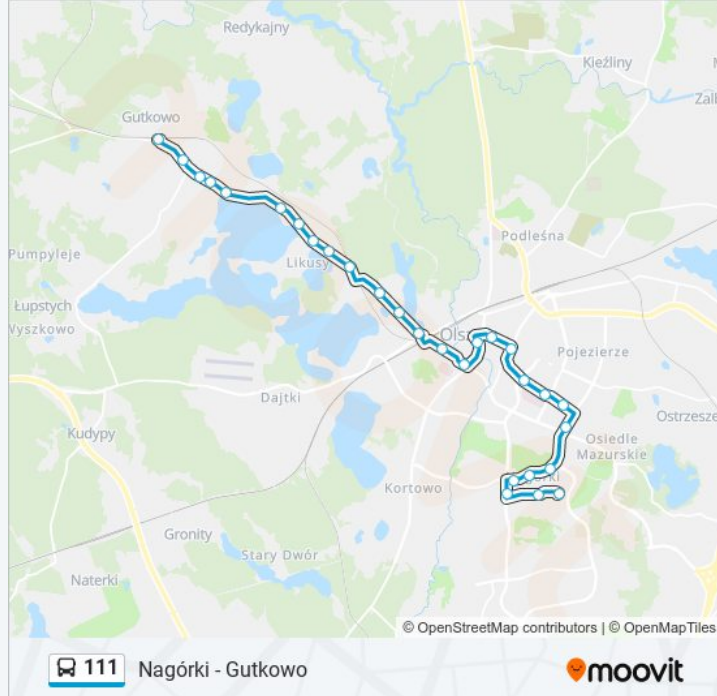 Redykajny
Kieźliny
Gutkowo
Podleśna
Pumpyleje
Likusy
Łupstych
Wyszkowo
Ols
Pojezierze
Dajtki
Ostrzesze
Kudypy
Osiedle
Mazurskie
Kortowo
Gronity
Stary Dwór
Naterki
© OpenStreetMap contributors | © OpenMapTiles
111 Nagórki - Gutkowo moovit